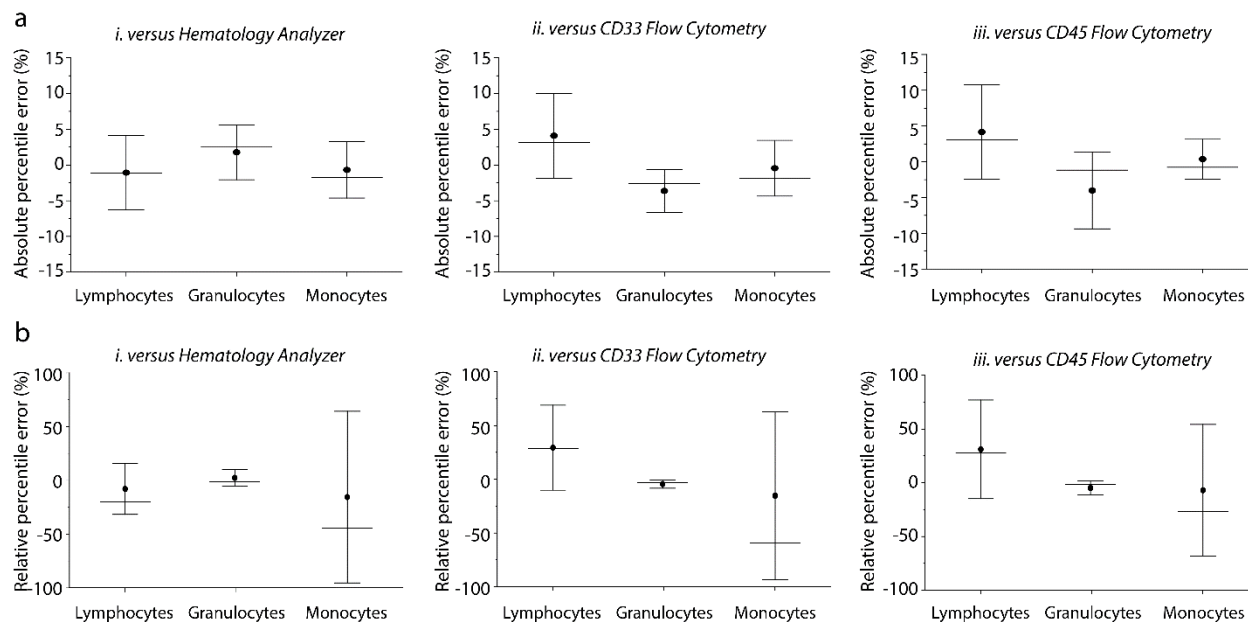 a
i. versus Hematology Analyzer
Absolute percentile error (%)
15
10
5
0
-5
-10
-15
Lymphocytes Granulocytes Monocytes
ii. versus CD33 Flow Cytometry
Absolute percentile error (%)
15
10
5
0
-5
-10
-15
Lymphocytes Granulocytes Monocytes
iii. versus CD45 Flow Cytometry
Absolute percentile error (%)
15
10
5
0
-5
-10
15
Lymphocytes Granulocytes Monocytes
b
i. versus Hematology Analyzer
Relative percentile error (%)
100
50
0
-50
-100
Lymphocytes Granulocytes Monocytes
ii. versus CD33 Flow Cytometry
Relative percentile error (%)
100
50
0
-50
-100
Lymphocytes Granulocytes Monocytes
iii. versus CD45 Flow Cytometry
Relative percentile error (%)
100
50
0
-50
-100
Lymphocytes Granulocytes Monocytes